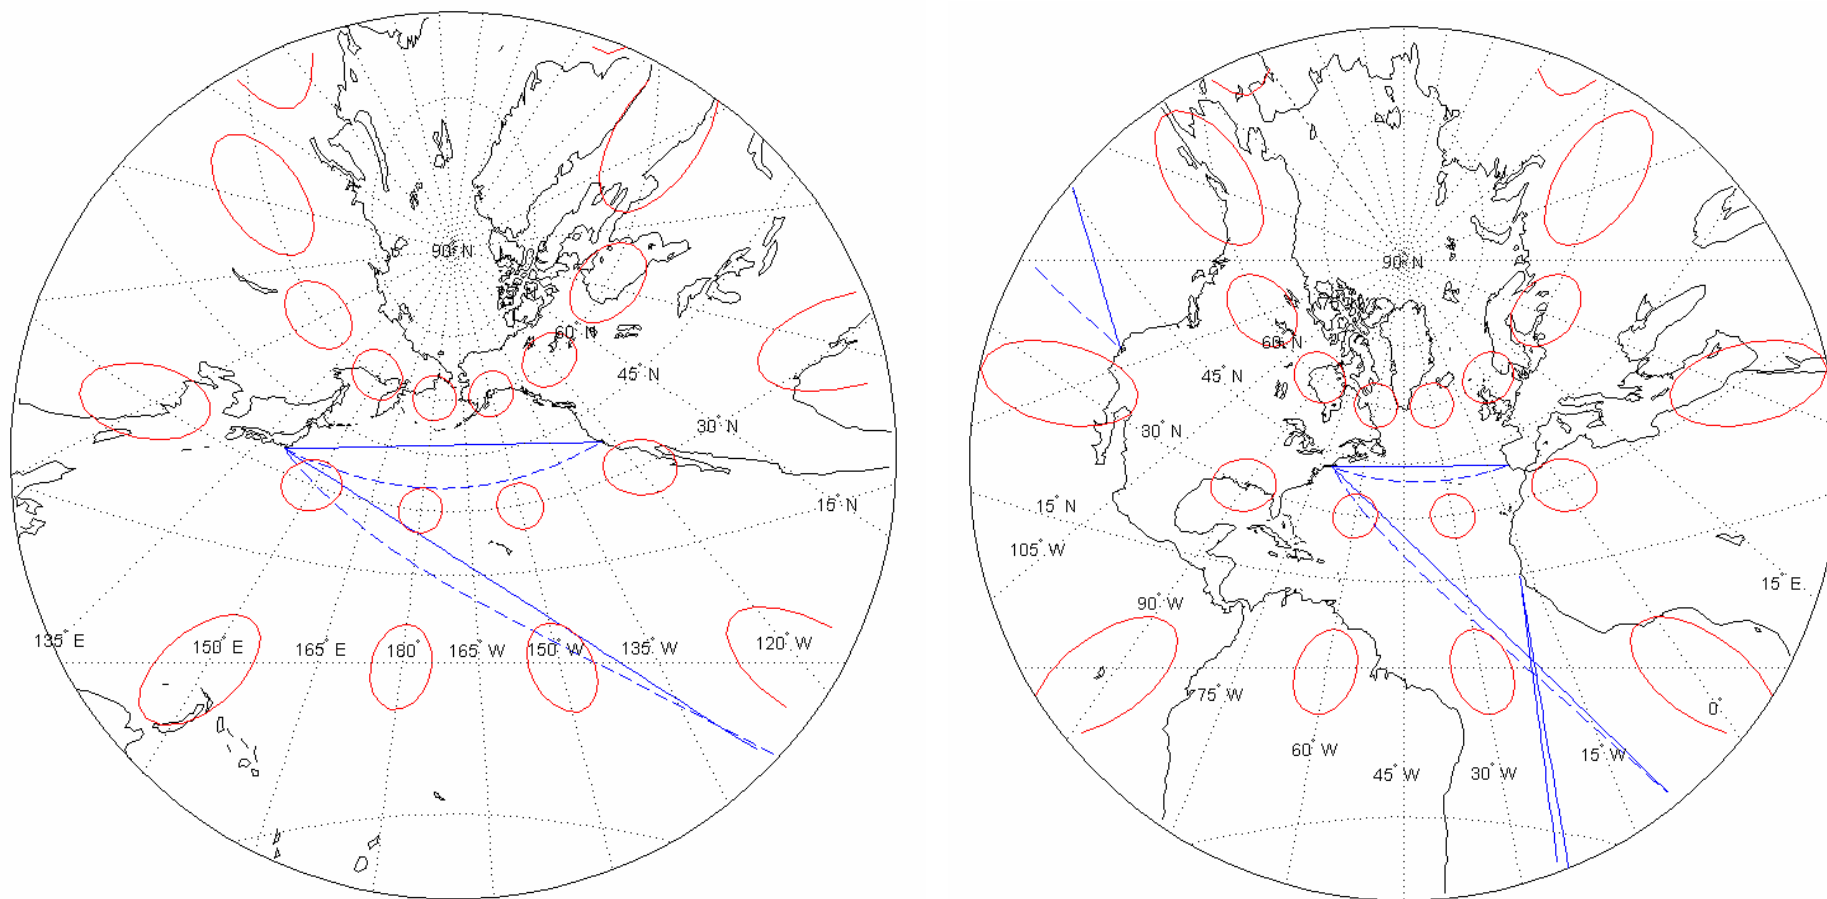 90° N
60° N
45° N
30° N
15° N
135° E
150° E
165° E
180°
165° W
150° W
135° W
120° W
90° N
60° N
45° N
30° N
15° N
105° W
90° W
75° W
60° W
45° W
30° W
15° W
0°
15° E